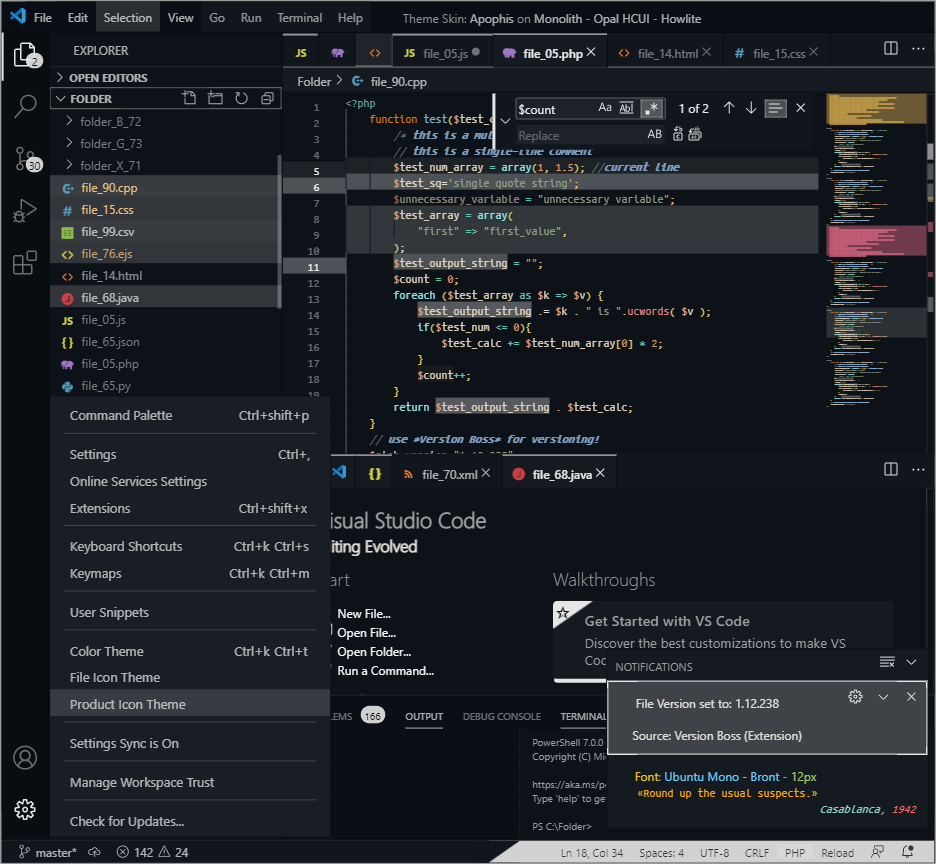 File Edit Selection View Go Run Terminal Help Theme Skin: Apophis on Monolith - Opal HCUI - Howlite
2
30
EXPLORER
OPEN EDITORS
FOLDER
folder_B_72
folder_G_73
folder_X_71
file_90.cpp
file_15.css
file_99.csv
file_76.ejs
file_14.html
file_68.java
JS file_05.js
{} file_65.json
file_05.php
file_65.py
JS <> JS file_05.js file_05.php <> file_14.html # file_15.css
Folder > file_90.cpp
$count Aa Abl .* 1 of 2
Replace AB
1 <?php
2 function test($test_
3 /* this is a mu
4 // this is a single-line comment
5 $test_num_array = array(1, 1.5); //current line
6 $test_sq='single quote string';
7 $unnecessary_variable = "unnecessary variable";
8 $test_array = array(
9 "first" => "first_value",
10 );
11 $test_output_string = "";
12 $count = 0;
13 foreach ($test_array as $k => $v) {
14 $test_output_string .= $k . " is ".ucwords( $v );
15 if($test_num <= 0){
16 $test_calc += $test_num_array[0] * 2;
17 }
18 $count++;
19 }
return $test_output_string . $test_calc;
}
// use *Version Boss* for versioning!
Command Palette Ctrl+shift+p
Settings Ctrl+,
Online Services Settings
Extensions Ctrl+shift+x
Keyboard Shortcuts Ctrl+k Ctrl+s
Keymaps Ctrl+k Ctrl+m
User Snippets
Color Theme Ctrl+k Ctrl+t
File Icon Theme
Product Icon Theme
Settings Sync is On
Manage Workspace Trust
Check for Updates...
{} file_70.xml file_68.java
isual Studio Code
iting Evolved
art
New File...
Open File...
Open Folder...
Run a Command...
Walkthroughs
Get Started with VS Code
Discover the best customizations to make VS
Coc
NOTIFICATIONS
File Version set to: 1.12.238
Source: Version Boss (Extension)
LEMS 166 OUTPUT DEBUG CONSOLE TERMINAL
PowerShell 7.0.0
Copyright (C) Mi
https://aka.ms/p
Type 'help' to ge
PS C:\Folder>
Font: Ubuntu Mono - Bront - 12px
«Round up the usual suspects.»
Casablanca, 1942
master* 142 24 Ln 18, Col 34 Spaces: 4 UTF-8 CRLF PHP Reload